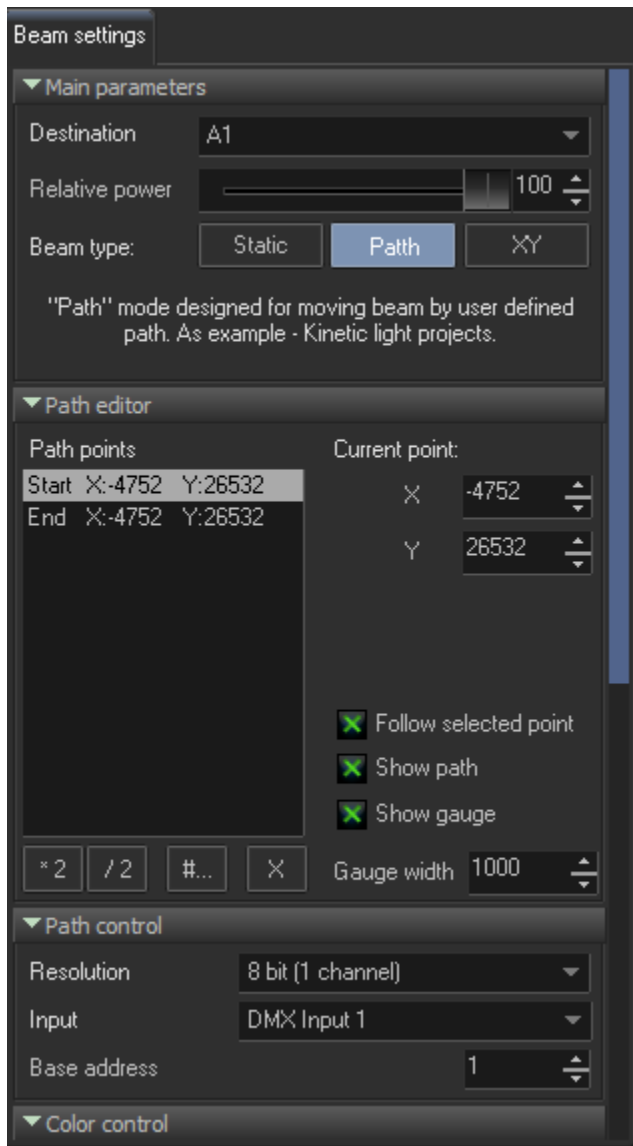 Beam settings
Main parameters
Destination A1
Relative power 100
Beam type: Static Patth XY
"Path" mode designed for moving beam by user defined
path. As example - Kinetic light projects.
Path editor
Path points Current point:
Start X:-4752 Y:26532 X -4752
End X:-4752 Y:26532
Y 26532
Follow selected point
Show path
Show gauge
* 2 / 2 #... X Gauge width 1000
Path control
Resolution 8 bit (1 channel)
Input DMX Input 1
Base address 1
Color control